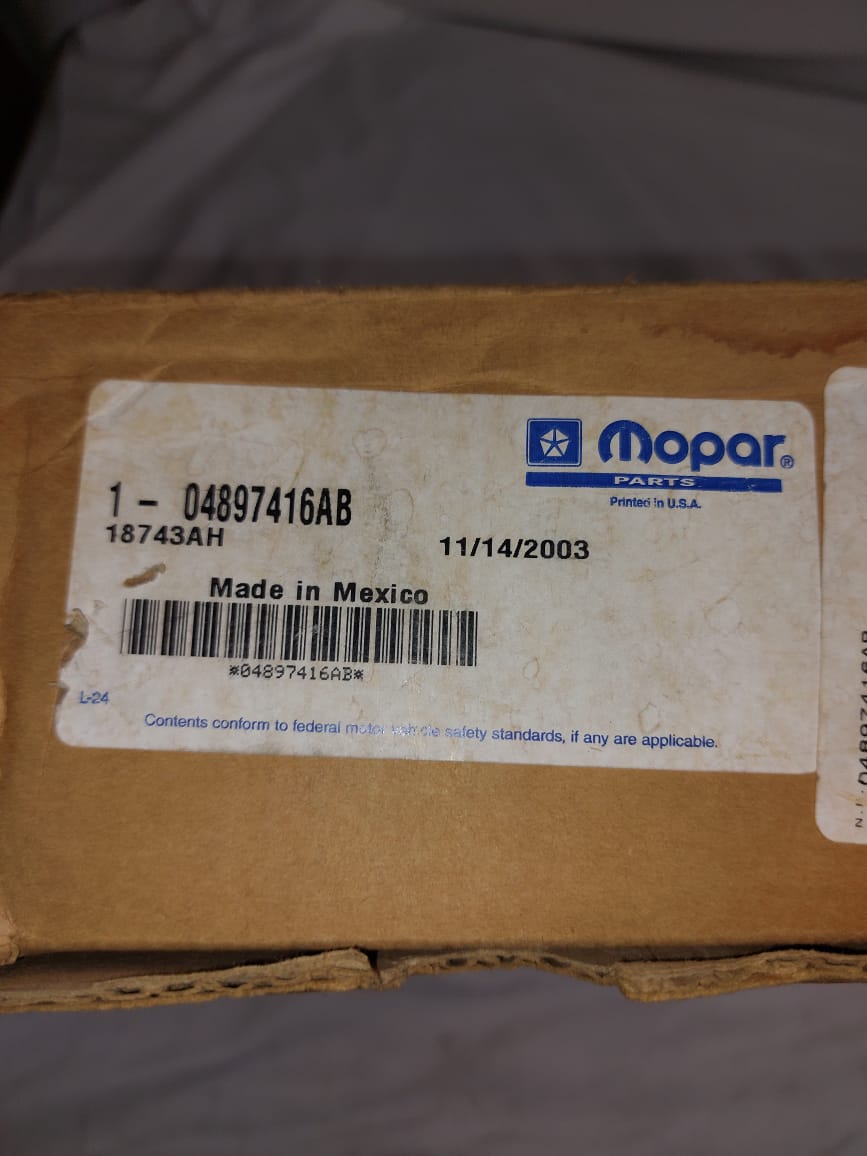 Mopar®
PARTS
Printed in U.S.A.
1 - 04897416AB
18743AH
11/14/2003
Made in Mexico
*04897416AB*
L-24
Contents conform to federal motor vehicle safety standards, if any are applicable.
04897416AB